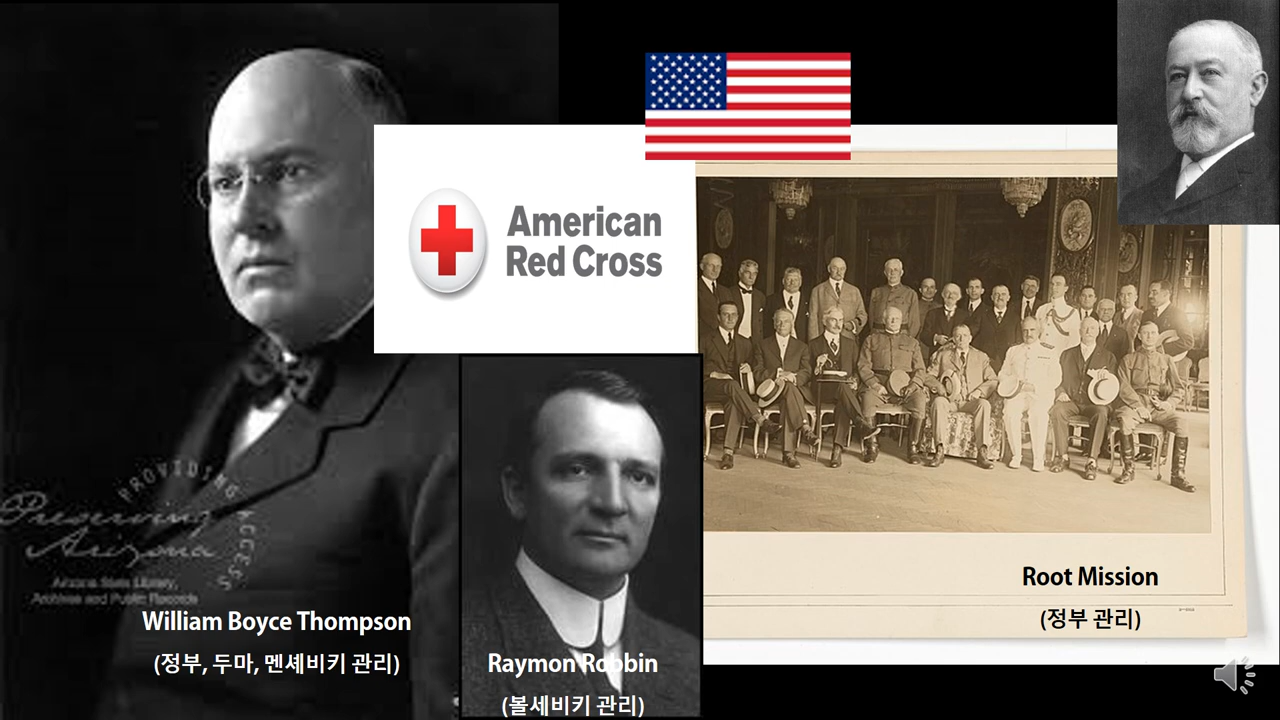 American
Red Cross
PROVIDING ACCESS
Preserving
Arizona
Arizona State Library,
Archives and Public Records
William Boyce Thompson
(정부, 두마, 멘셰비키 관리)
Raymon Robbin
(볼세비키 관리)
Root Mission
(정부 관리)